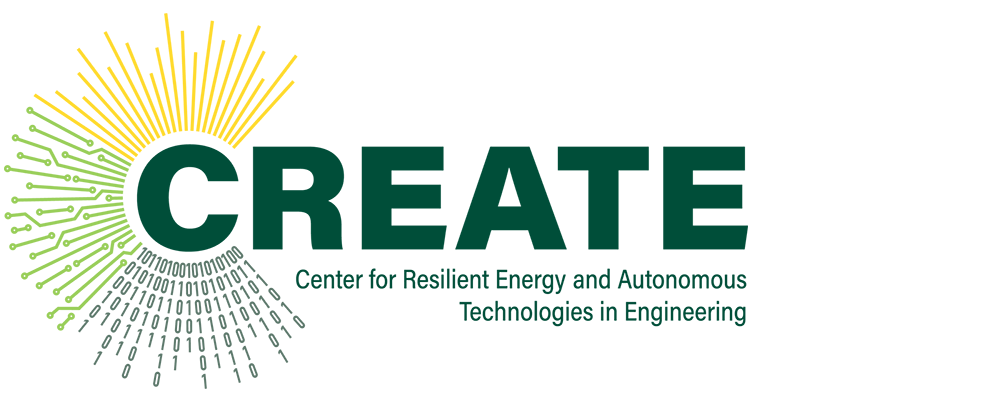 CREATE
Center for Resilient Energy and Autonomous
Technologies in Engineering